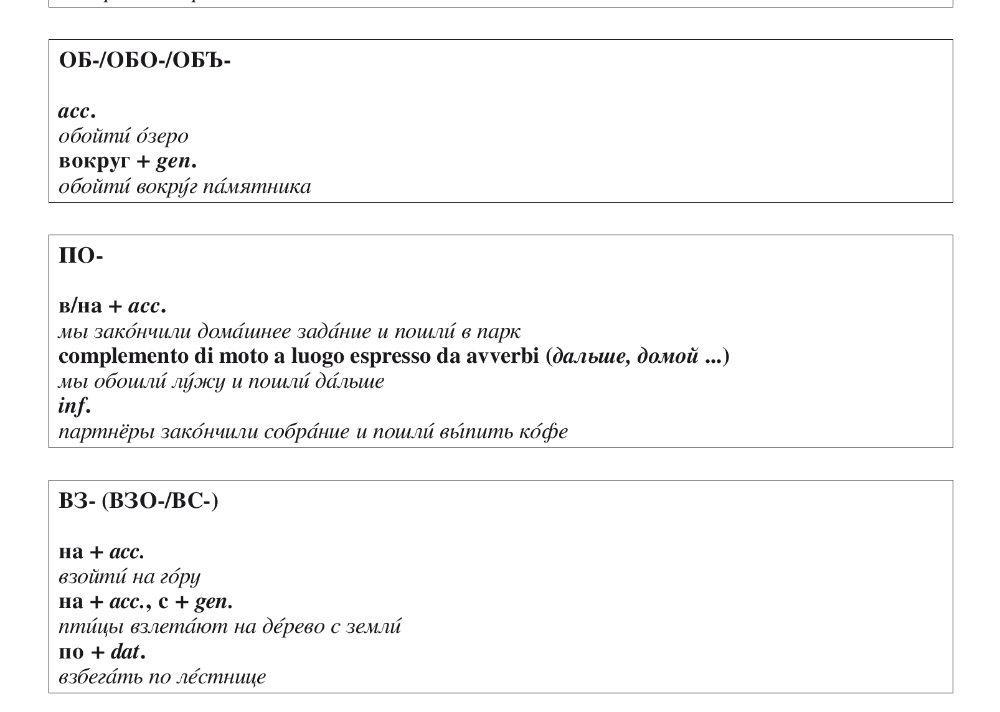 ОБ-/ОБО-/ОБЪ-
acc.
обойти́ о́зеро
вокруг + gen.
обойти́ вокру́г па́мятника
ПО-
в/на + acc.
мы зако́нчили дома́шнее зада́ние и пошли́ в парк
complemento di moto a luogo espresso da avverbi (дальше, домой ...)
мы обошли́ лу́жу и пошли́ да́льше
inf.
партнёры зако́нчили собра́ние и пошли́ вы́пить ко́фе
ВЗ- (ВЗО-/ВС-)
на + acc.
взойти́ на го́ру
на + acc., с + gen.
пти́цы взлета́ют на де́рево с земли́
по + dat.
взбега́ть по ле́стнице